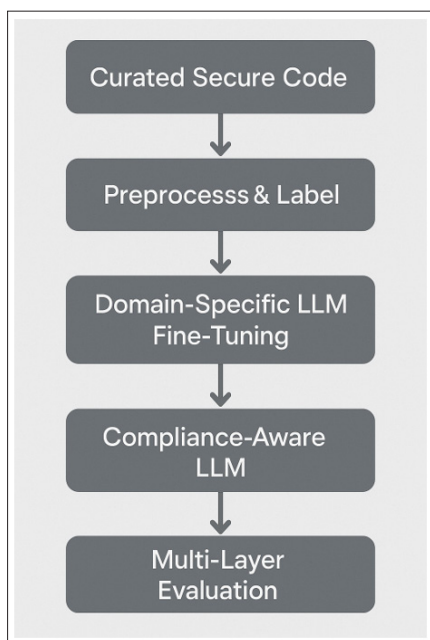 Curated Secure Code
Preprocesss & Label
Domain-Specific LLM
Fine-Tuning
Compliance-Aware
LLM
Multi-Layer
Evaluation